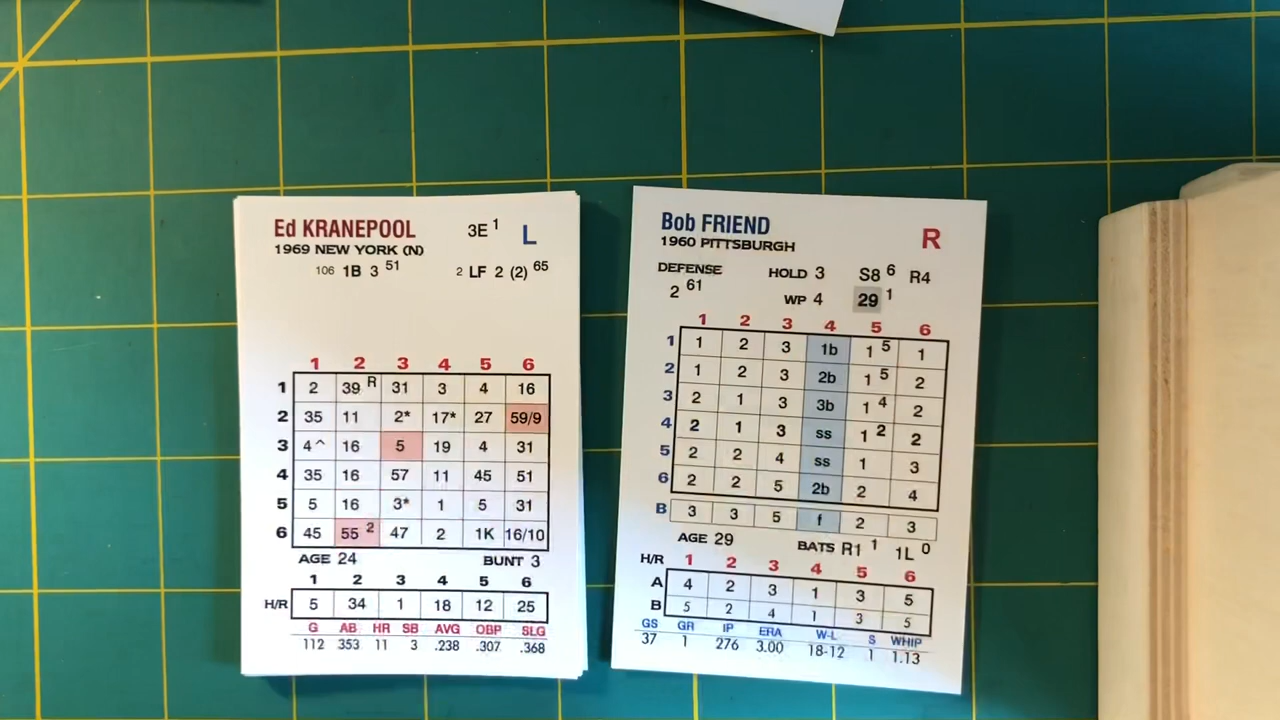 Ed KRANEPOOL 3E 1 L
1969 NEW YORK (N)
106 1B 3 51 2 LF 2 (2) 65
1 2 3 4 5 6
1 2 39 R 31 3 4 16
2 35 11 2* 17* 27 59/9
3 4^ 16 5 19 4 31
4 35 16 57 11 45 51
5 5 16 3* 1 5 31
6 45 55 2 47 2 1K 16/10
AGE 24 BUNT 3
1 2 3 4 5 6
H/R 5 34 1 18 12 25
G AB HR SB AVG OBP SLG
112 353 11 3 .238 .307 .368
Bob FRIEND R
1960 PITTSBURGH
DEFENSE HOLD 3 S8 6 R4
2 61 WP 4 29 1
1 2 3 4 5 6
1 1 2 3 1b 1 5 1
2 1 2 3 2b 1 5 2
3 2 1 3 3b 1 4 2
4 2 1 3 ss 1 2 2
5 2 2 4 ss 1 3
6 2 2 5 2b 2 4
B 3 3 5 f 2 3
AGE 29 BATS R1 1 1L 0
H/R 1 2 3 4 5 6
A 4 2 3 1 3 5
B 5 2 4 1 3 5
GS GR IP ERA W-L S WHIP
37 1 276 3.00 18-12 1 1.13